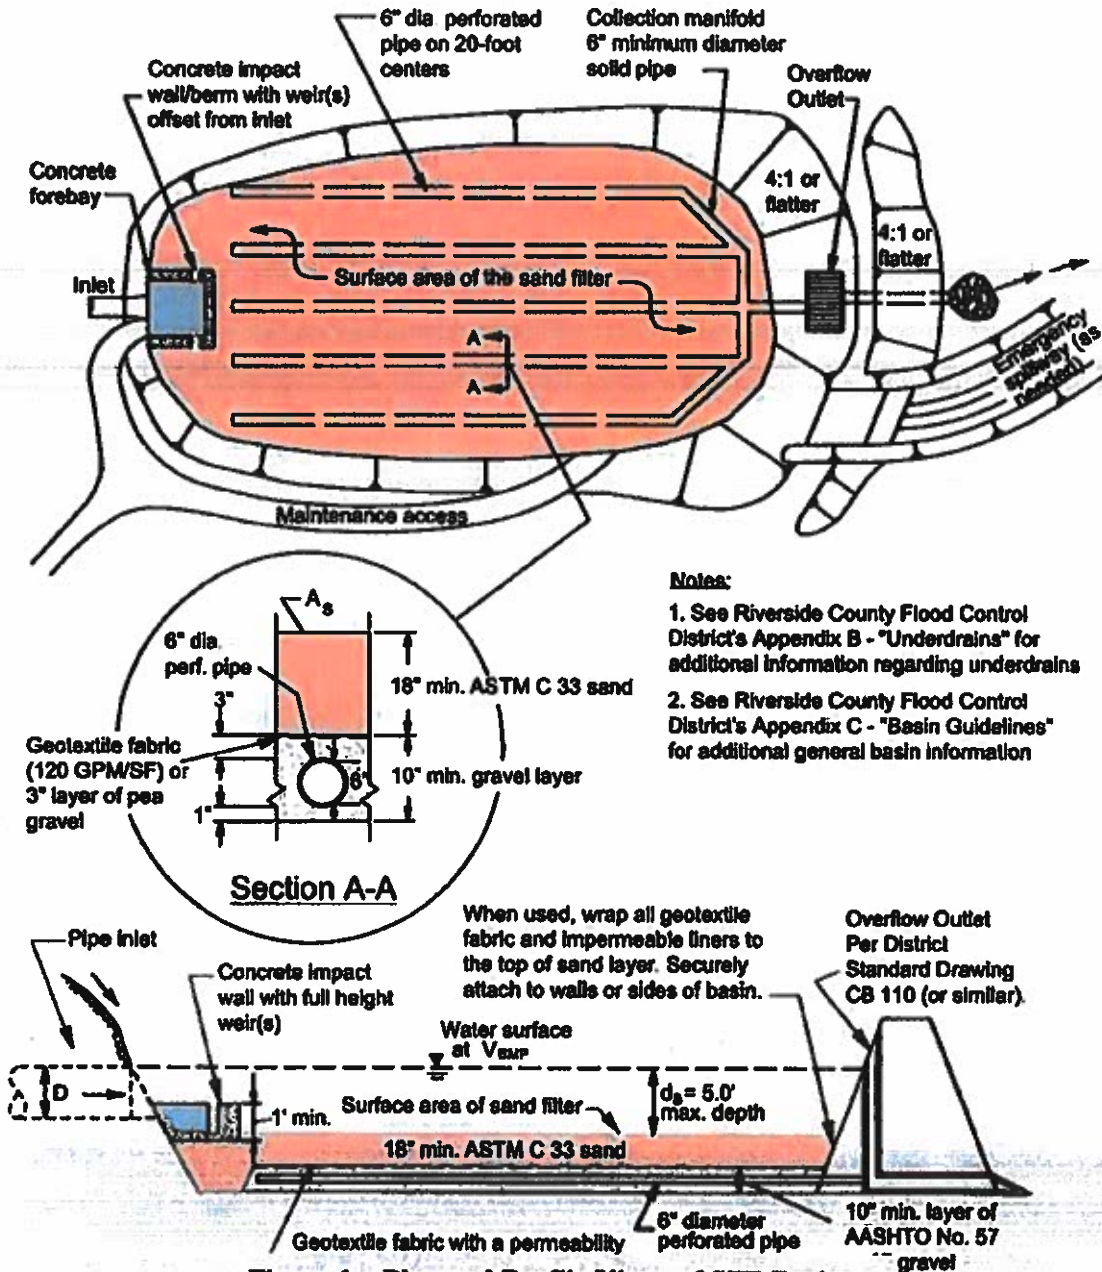 6" dia. perforated
pipe on 20-foot
centers
Collection manifold
6" minimum diameter
solid pipe
Overflow
Outlet
Concrete impact
wall/berm with weir(s)
offset from inlet
Concrete
forebay
4:1 or
flatter
4:1 or
flatter
Inlet
Surface area of the sand filter
A
A
Emergency
spillway (as
needed)
Maintenance access
Notes:
1. See Riverside County Flood Control
District's Appendix B - "Underdrains" for
additional information regarding underdrains
2. See Riverside County Flood Control
District's Appendix C - "Basin Guidelines"
for additional general basin information
As
6" dia.
perf. pipe
3"
18" min. ASTM C 33 sand
Geotextile fabric
(120 GPM/SF) or
3" layer of pea
gravel
6"
10" min. gravel layer
1"
Section A-A
Pipe inlet
Concrete impact
wall with full height
weir(s)
When used, wrap all geotextile
fabric and impermeable liners to
the top of sand layer. Securely
attach to walls or sides of basin.
Overflow Outlet
Per District
Standard Drawing
CB 110 (or similar).
Water surface
at VBMP
D
1' min.
Surface area of sand filter
ds = 5.0'
max. depth
18" min. ASTM C 33 sand
Geotextile fabric with a permeability
6" diameter
perforated pipe
10" min. layer of
AASHTO No. 57
gravel